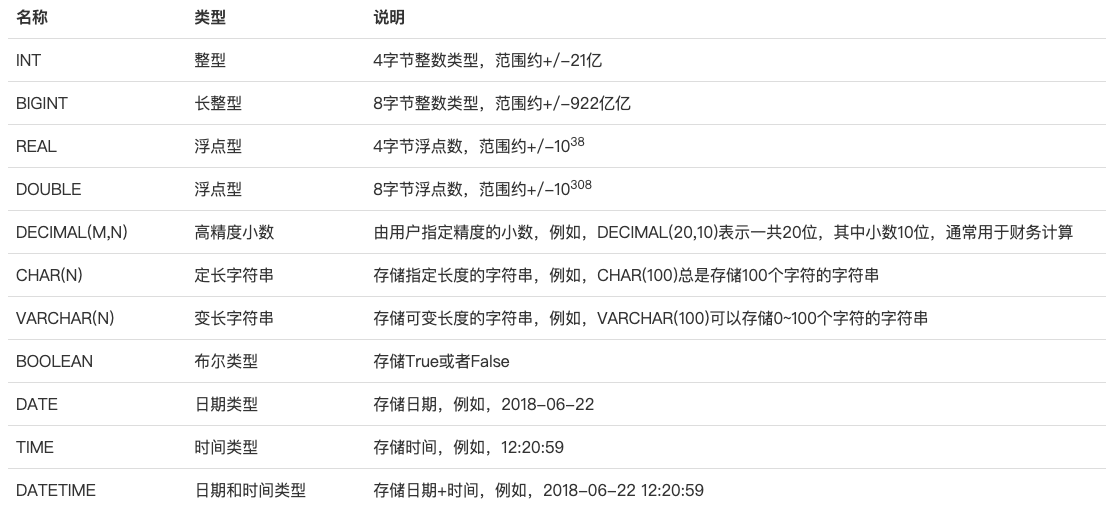 名称 类型 说明
INT 整型 4字节整数类型，范围约+/-21亿
BIGINT 长整型 8字节整数类型，范围约+/-922亿亿
REAL 浮点型 4字节浮点数，范围约+/-10³⁸
DOUBLE 浮点型 8字节浮点数，范围约+/-10³⁰⁸
DECIMAL(M,N) 高精度小数 由用户指定精度的小数，例如，DECIMAL(20,10)表示一共20位，其中小数10位，通常用于财务计算
CHAR(N) 定长字符串 存储指定长度的字符串，例如，CHAR(100)总是存储100个字符的字符串
VARCHAR(N) 变长字符串 存储可变长度的字符串，例如，VARCHAR(100)可以存储0~100个字符的字符串
BOOLEAN 布尔类型 存储True或者False
DATE 日期类型 存储日期，例如，2018-06-22
TIME 时间类型 存储时间，例如，12:20:59
DATETIME 日期和时间类型 存储日期+时间，例如，2018-06-22 12:20:59